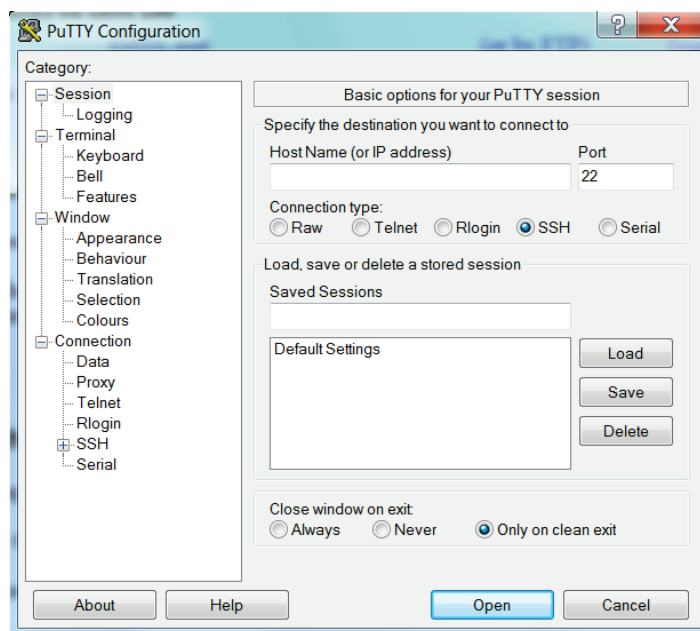 PuTTY Configuration
Category:
Session
Logging
Terminal
Keyboard
Bell
Features
Window
Appearance
Behaviour
Translation
Selection
Colours
Connection
Data
Proxy
Telnet
Rlogin
SSH
Serial
Basic options for your PuTTY session
Specify the destination you want to connect to
Host Name (or IP address) Port
22
Connection type:
Raw Telnet Rlogin SSH Serial
Load, save or delete a stored session
Saved Sessions
Default Settings
Load
Save
Delete
Close window on exit:
Always Never Only on clean exit
About Help Open Cancel